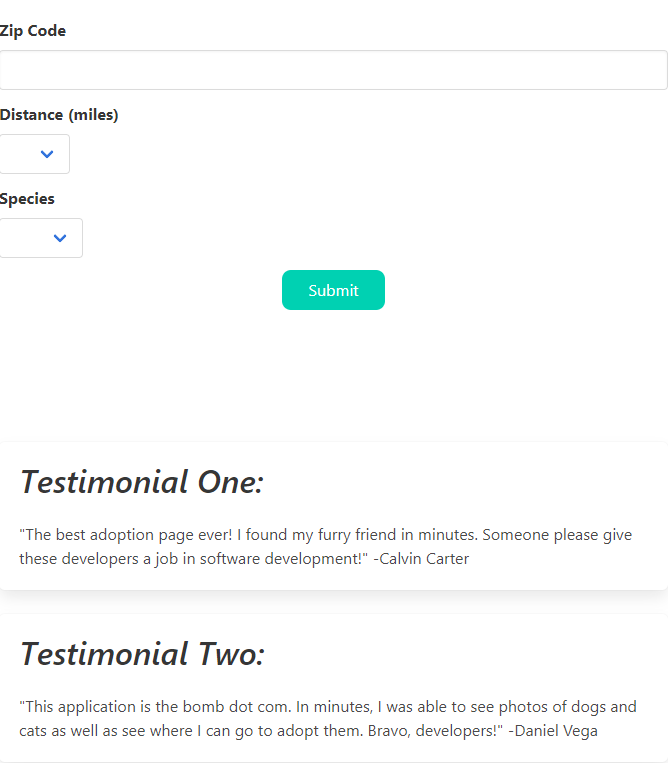 Zip Code
Distance (miles)
Species
Submit
Testimonial One:
"The best adoption page ever! I found my furry friend in minutes. Someone please give
these developers a job in software development!" -Calvin Carter
Testimonial Two:
"This application is the bomb dot com. In minutes, I was able to see photos of dogs and
cats as well as see where I can go to adopt them. Bravo, developers!" -Daniel Vega